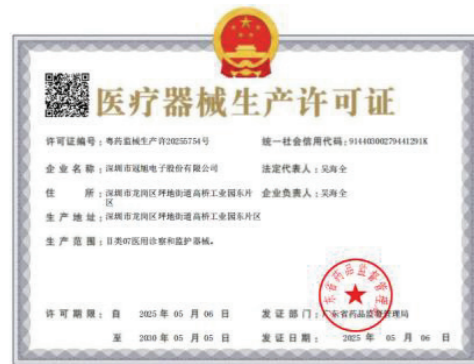 医疗器械生产许可证
许可证编号：粤药监械生产许20255754号
统一社会信用代码：91440300279441291K
企业名称：深圳市冠旭电子股份有限公司
法定代表人：吴海全
住所：深圳市龙岗区坪地街道高桥工业园东片区
企业负责人：吴海全
生产地址：深圳市龙岗区坪地街道高桥工业园东片区
生产范围：II类07医用诊察和监护器械。
许可期限：自 2025 年 05 月 06 日
发证部门：广东省药品监督管理局
至 2030 年 05 月 05 日
发证日期：2025 年 05 月 06 日